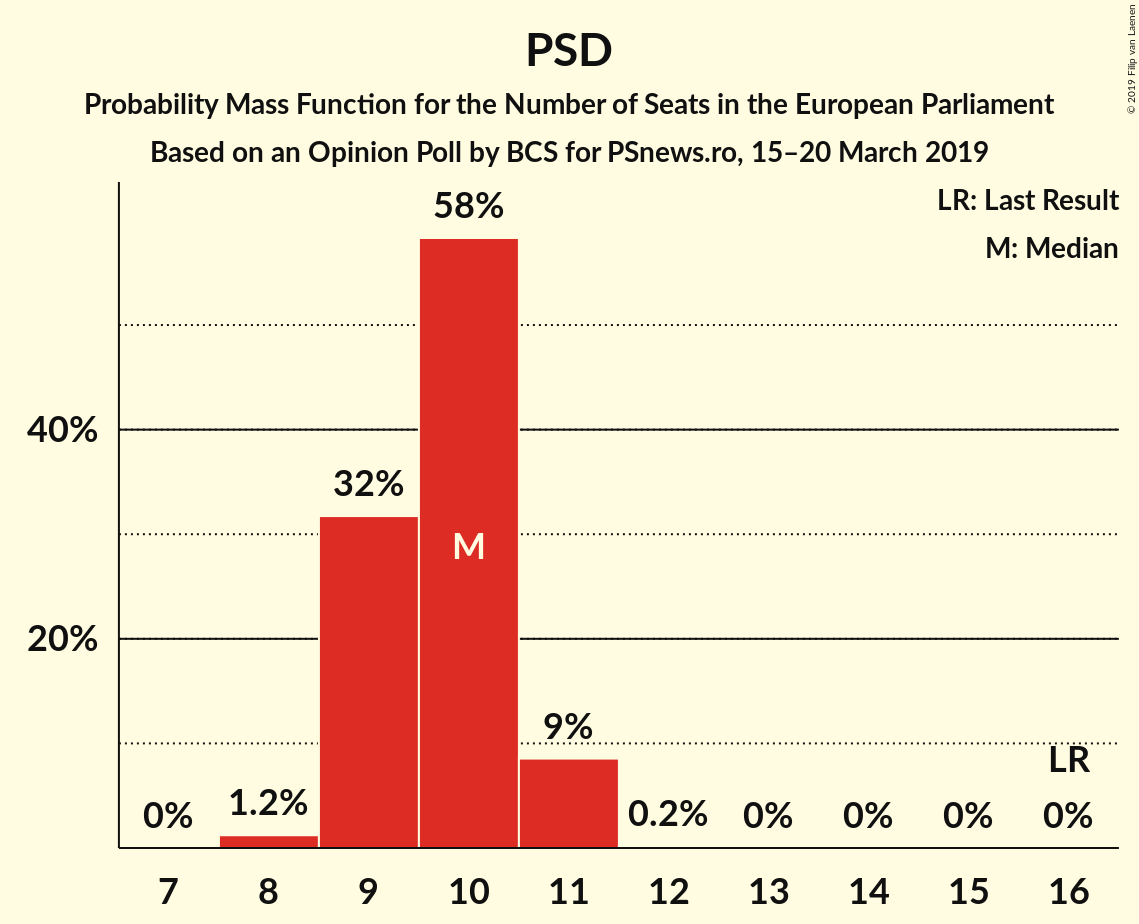 PSD
Probability Mass Function for the Number of Seats in the European Parliament
Based on an Opinion Poll by BCS for PSnews.ro, 15–20 March 2019
© 2019 Filip van Laenen
LR: Last Result
M: Median
58%
40%
32%
M
20%
9%
LR
0% 1.2% 0.2% 0% 0% 0% 0%
7 8 9 10 11 12 13 14 15 16